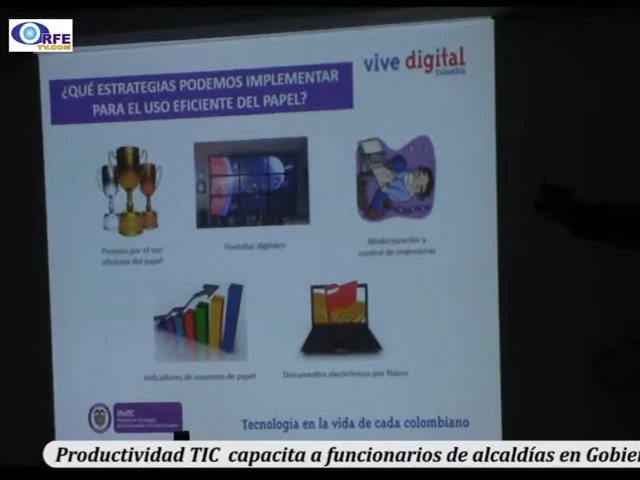 ORFE
TV.COM
vive digital
Colombia
¿QUÉ ESTRATEGIAS PODEMOS IMPLEMENTAR
PARA EL USO EFICIENTE DEL PAPEL?
Premios por el uso
eficiente del papel
Pantallas digitales
Modernización y
control de impresoras
Indicadores de consumo de papel
Documentos electrónicos por físicos
MinTIC
Tecnología en la vida de cada colombiano
Productividad TIC capacita a funcionarios de alcaldías en Gobier